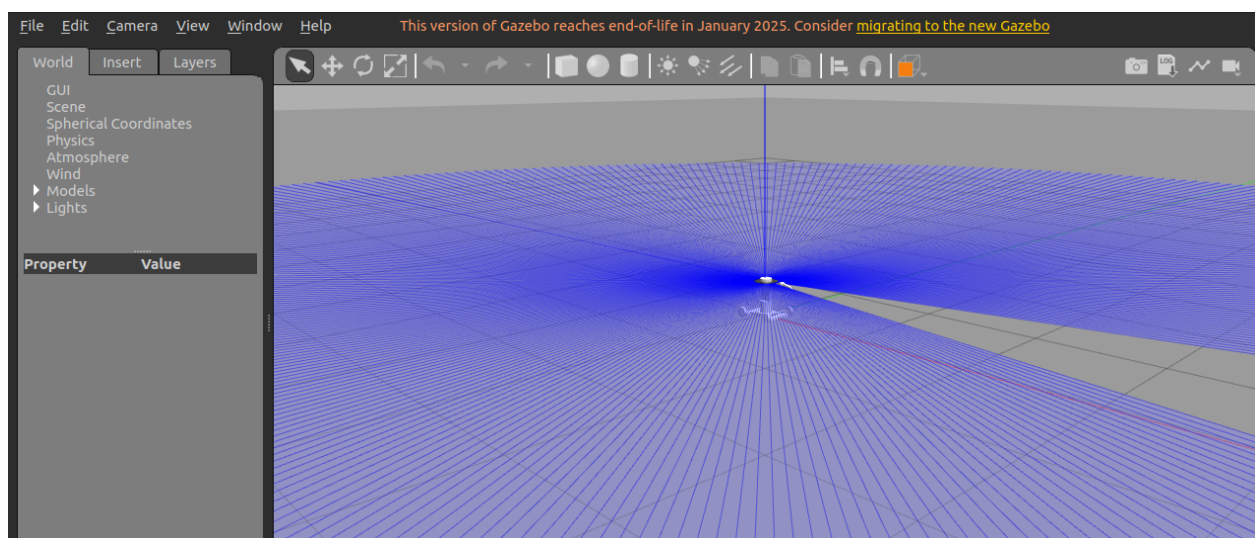 File Edit Camera View Window Help This version of Gazebo reaches end-of-life in January 2025. Consider migrating to the new Gazebo
World Insert Layers
LOG
GUI
Scene
Spherical Coordinates
Physics
Atmosphere
Wind
Models
Lights
Property Value